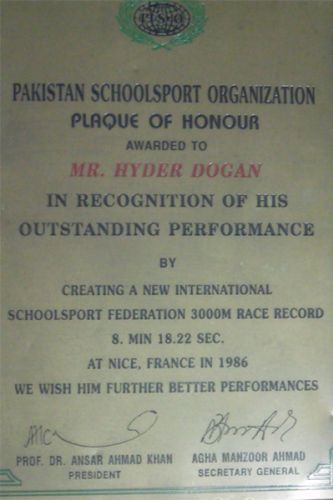 PAKISTAN SCHOOLSPORT ORGANIZATION
PLAQUE OF HONOUR
AWARDED TO
MR. HYDER DOGAN
IN RECOGNITION OF HIS
OUTSTANDING PERFORMANCE
BY
CREATING A NEW INTERNATIONAL
SCHOOLSPORT FEDERATION 3000M RACE RECORD
8. MIN 18.22 SEC.
AT NICE, FRANCE IN 1986
WE WISH HIM FURTHER BETTER PERFORMANCES
PROF. DR. ANSAR AHMAD KHAN
PRESIDENT
AGHA MANZOOR AHMAD
SECRETARY GENERAL